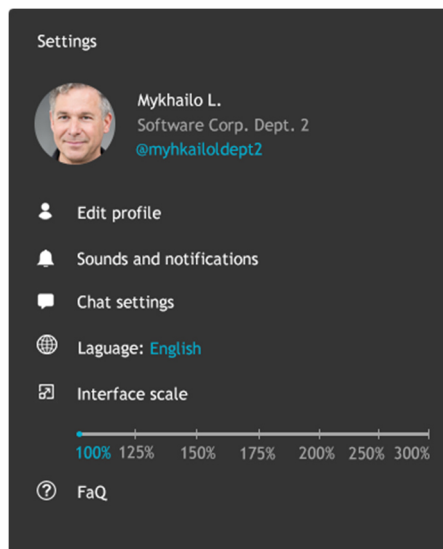 Settings
Mykhailo L.
Software Corp. Dept. 2
@myhkailoldept2
Edit profile
Sounds and notifications
Chat settings
Laguage: English
Interface scale
100% 125% 150% 175% 200% 250% 300%
FaQ